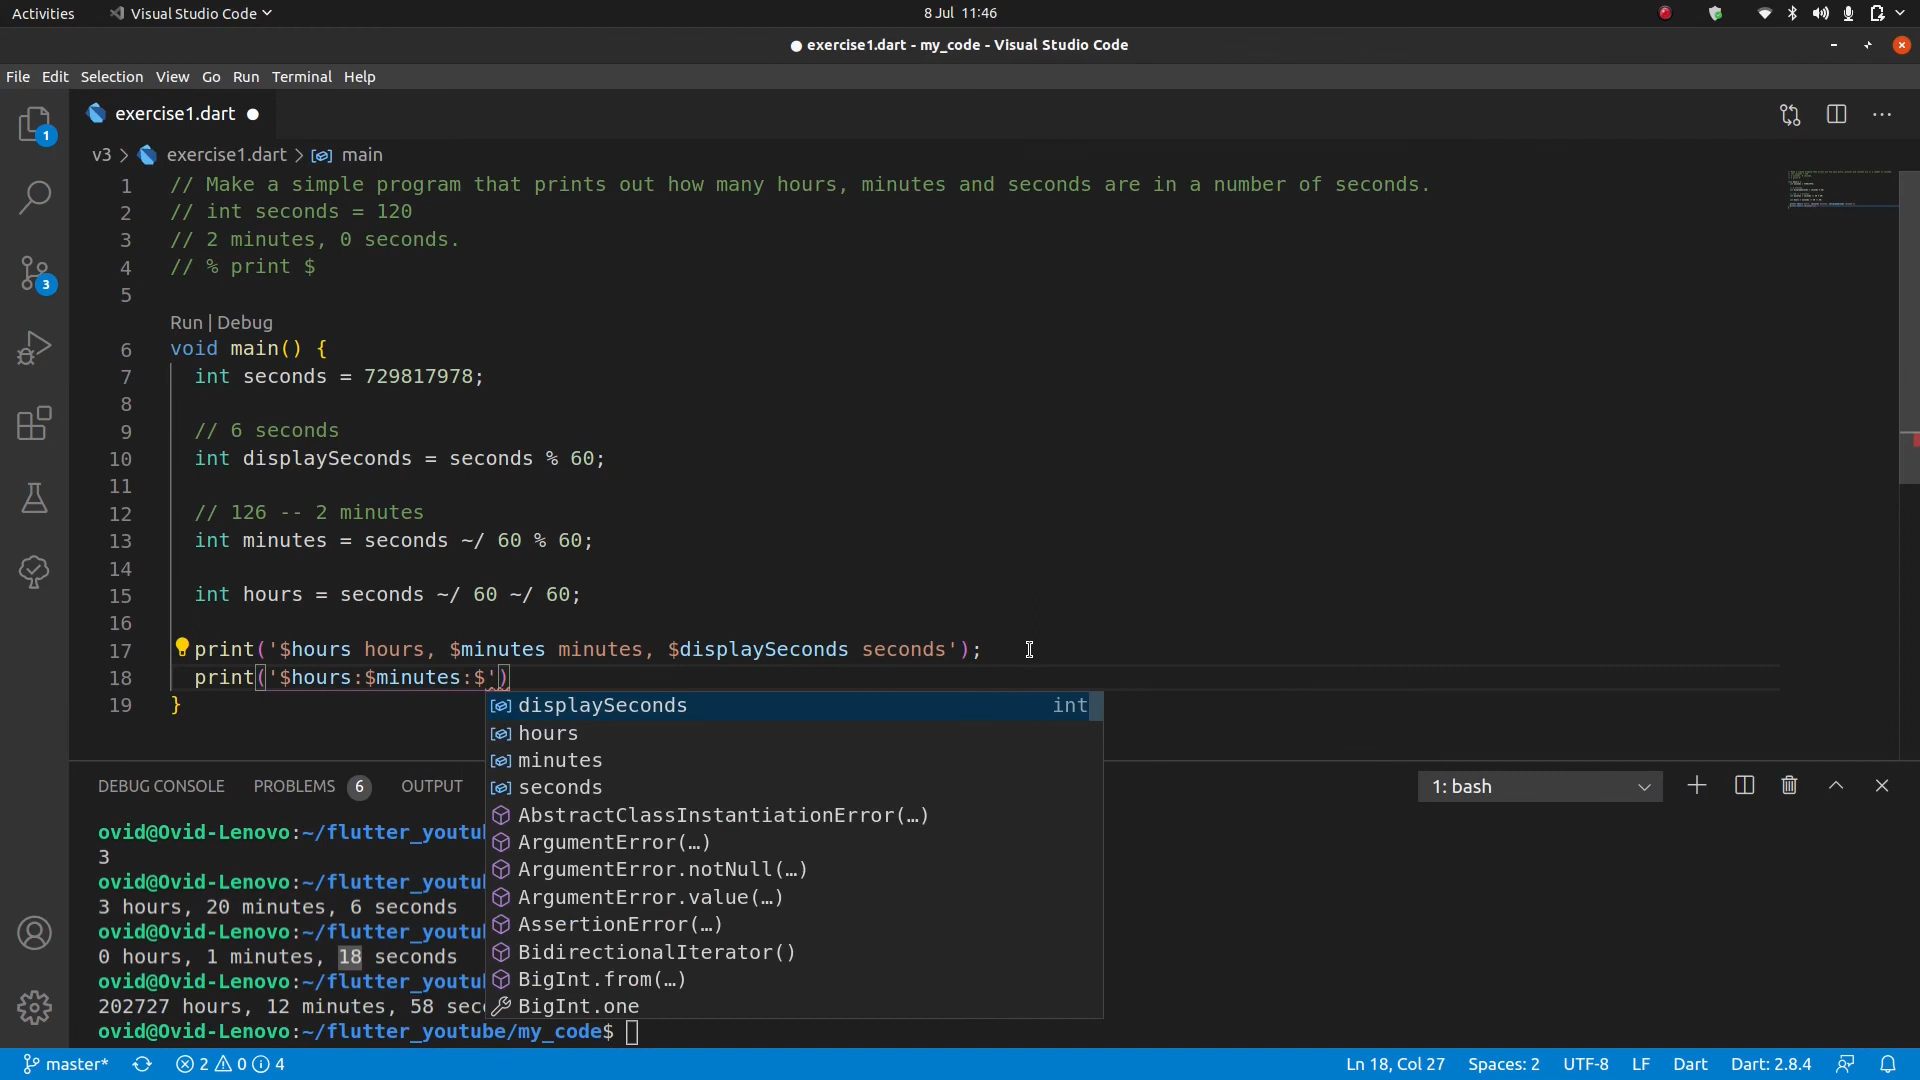 Activities Visual Studio Code 8 Jul 11:46
● exercise1.dart - my_code - Visual Studio Code
File Edit Selection View Go Run Terminal Help
exercise1.dart ●
v3 > exercise1.dart > main
1 // Make a simple program that prints out how many hours, minutes and seconds are in a number of seconds.
2 // int seconds = 120
3 // 2 minutes, 0 seconds.
4 // % print $
5
Run | Debug
6 void main() {
7 int seconds = 729817978;
8
9 // 6 seconds
10 int displaySeconds = seconds % 60;
11
12 // 126 -- 2 minutes
13 int minutes = seconds ~/ 60 % 60;
14
15 int hours = seconds ~/ 60 ~/ 60;
16
17 print('$hours hours, $minutes minutes, $displaySeconds seconds');
18 print('$hours:$minutes:$')
19 }
displaySeconds int
hours
minutes
seconds
AbstractClassInstantiationError(…)
ArgumentError(…)
ArgumentError.notNull(…)
ArgumentError.value(…)
AssertionError(…)
BidirectionalIterator()
BigInt.from(…)
BigInt.one
1
3
DEBUG CONSOLE PROBLEMS 6 OUTPUT 1: bash
ovid@Ovid-Lenovo:~/flutter_youtu
3
ovid@Ovid-Lenovo:~/flutter_youtu
3 hours, 20 minutes, 6 seconds
ovid@Ovid-Lenovo:~/flutter_youtu
0 hours, 1 minutes, 18 seconds
ovid@Ovid-Lenovo:~/flutter_youtu
202727 hours, 12 minutes, 58 sec
ovid@Ovid-Lenovo:~/flutter_youtube/my_code$
master* 2 0 4 Ln 18, Col 27 Spaces: 2 UTF-8 LF Dart Dart: 2.8.4